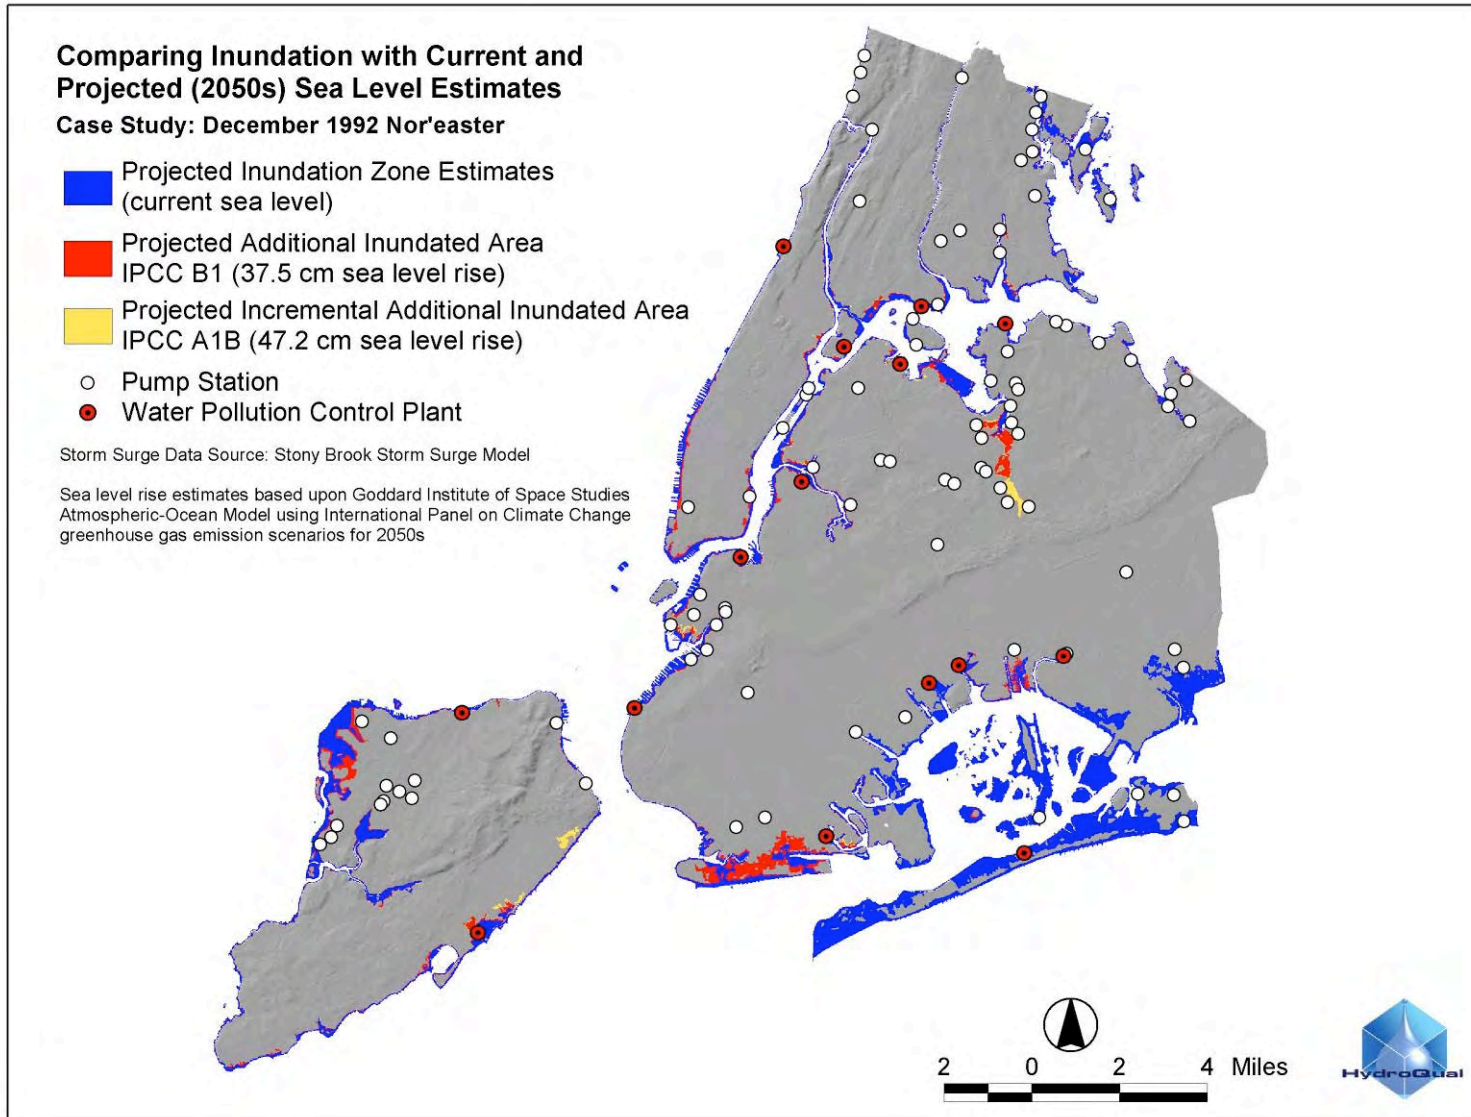 Comparing Inundation with Current and
Projected (2050s) Sea Level Estimates
Case Study: December 1992 Nor'easter
Projected Inundation Zone Estimates
(current sea level)
Projected Additional Inundated Area
IPCC B1 (37.5 cm sea level rise)
Projected Incremental Additional Inundated Area
IPCC A1B (47.2 cm sea level rise)
Pump Station
Water Pollution Control Plant
Storm Surge Data Source: Stony Brook Storm Surge Model
Sea level rise estimates based upon Goddard Institute of Space Studies
Atmospheric-Ocean Model using International Panel on Climate Change
greenhouse gas emission scenarios for 2050s
2 0 2 4 Miles
HydroQual